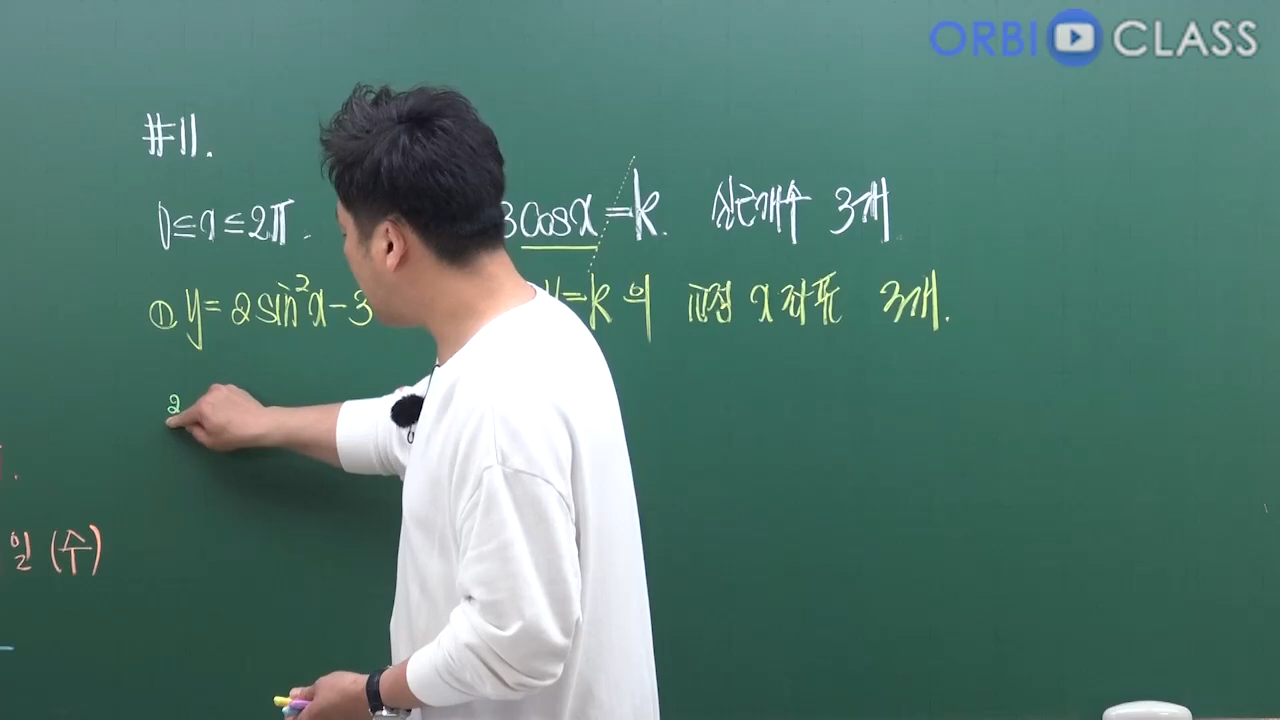 ORBI CLASS
#11.
0≤x≤2π. 3cosx=k. 실근개수 3개.
① y=2sin²x-3 y=k의 교점 x좌표 3개.
2
일 (수)